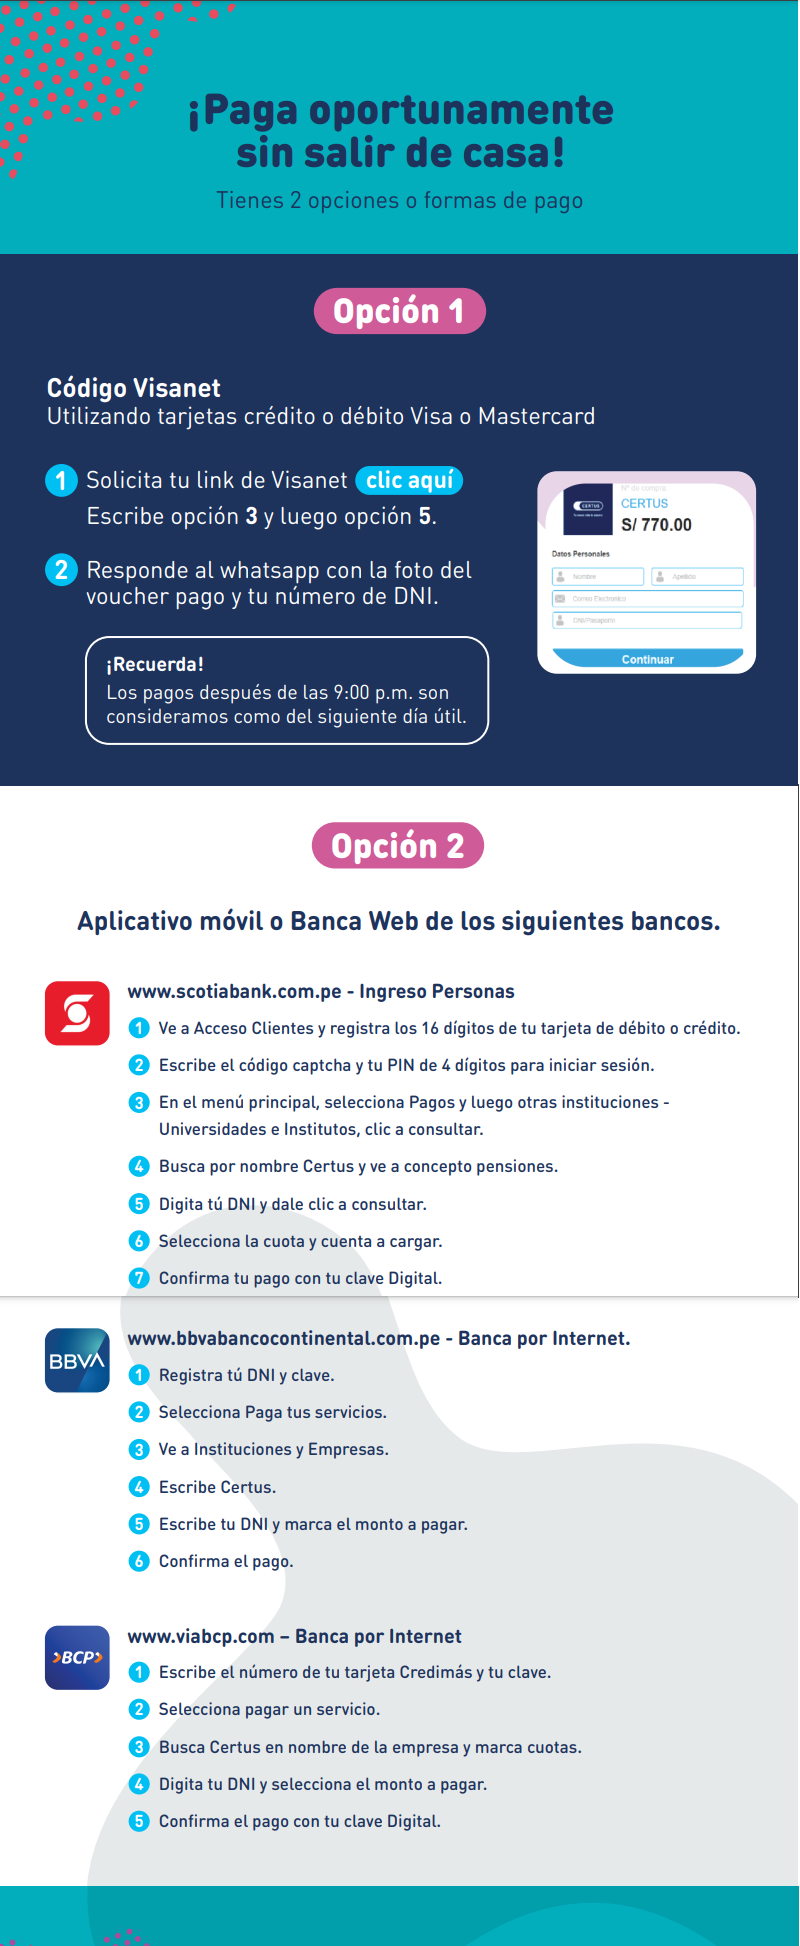 ¡Paga oportunamente
sin salir de casa!
Tienes 2 opciones o formas de pago
Opción 1
Código Visanet
Utilizando tarjetas crédito o débito Visa o Mastercard
1 Solicita tu link de Visanet clic aquí
Escribe opción 3 y luego opción 5.
2 Responde al whatsapp con la foto del
voucher pago y tu número de DNI.
¡Recuerda!
Los pagos después de las 9:00 p.m. son
consideramos como del siguiente día útil.
N° de compra
CERTUS
CERTUS
S/ 770.00
Datos Personales
Nombre
Apellido
Correo Electronico
DNI/Pasaporte
Continuar
Opción 2
Aplicativo móvil o Banca Web de los siguientes bancos.
www.scotiabank.com.pe - Ingreso Personas
1 Ve a Acceso Clientes y registra los 16 dígitos de tu tarjeta de débito o crédito.
2 Escribe el código captcha y tu PIN de 4 dígitos para iniciar sesión.
3 En el menú principal, selecciona Pagos y luego otras instituciones -
Universidades e Institutos, clic a consultar.
4 Busca por nombre Certus y ve a concepto pensiones.
5 Digita tú DNI y dale clic a consultar.
6 Selecciona la cuota y cuenta a cargar.
7 Confirma tu pago con tu clave Digital.
BBVA
www.bbvabancocontinental.com.pe - Banca por Internet.
1 Registra tú DNI y clave.
2 Selecciona Paga tus servicios.
3 Ve a Instituciones y Empresas.
4 Escribe Certus.
5 Escribe tu DNI y marca el monto a pagar.
6 Confirma el pago.
BCP
www.viabcp.com – Banca por Internet
1 Escribe el número de tu tarjeta Credimás y tu clave.
2 Selecciona pagar un servicio.
3 Busca Certus en nombre de la empresa y marca cuotas.
4 Digita tu DNI y selecciona el monto a pagar.
5 Confirma el pago con tu clave Digital.